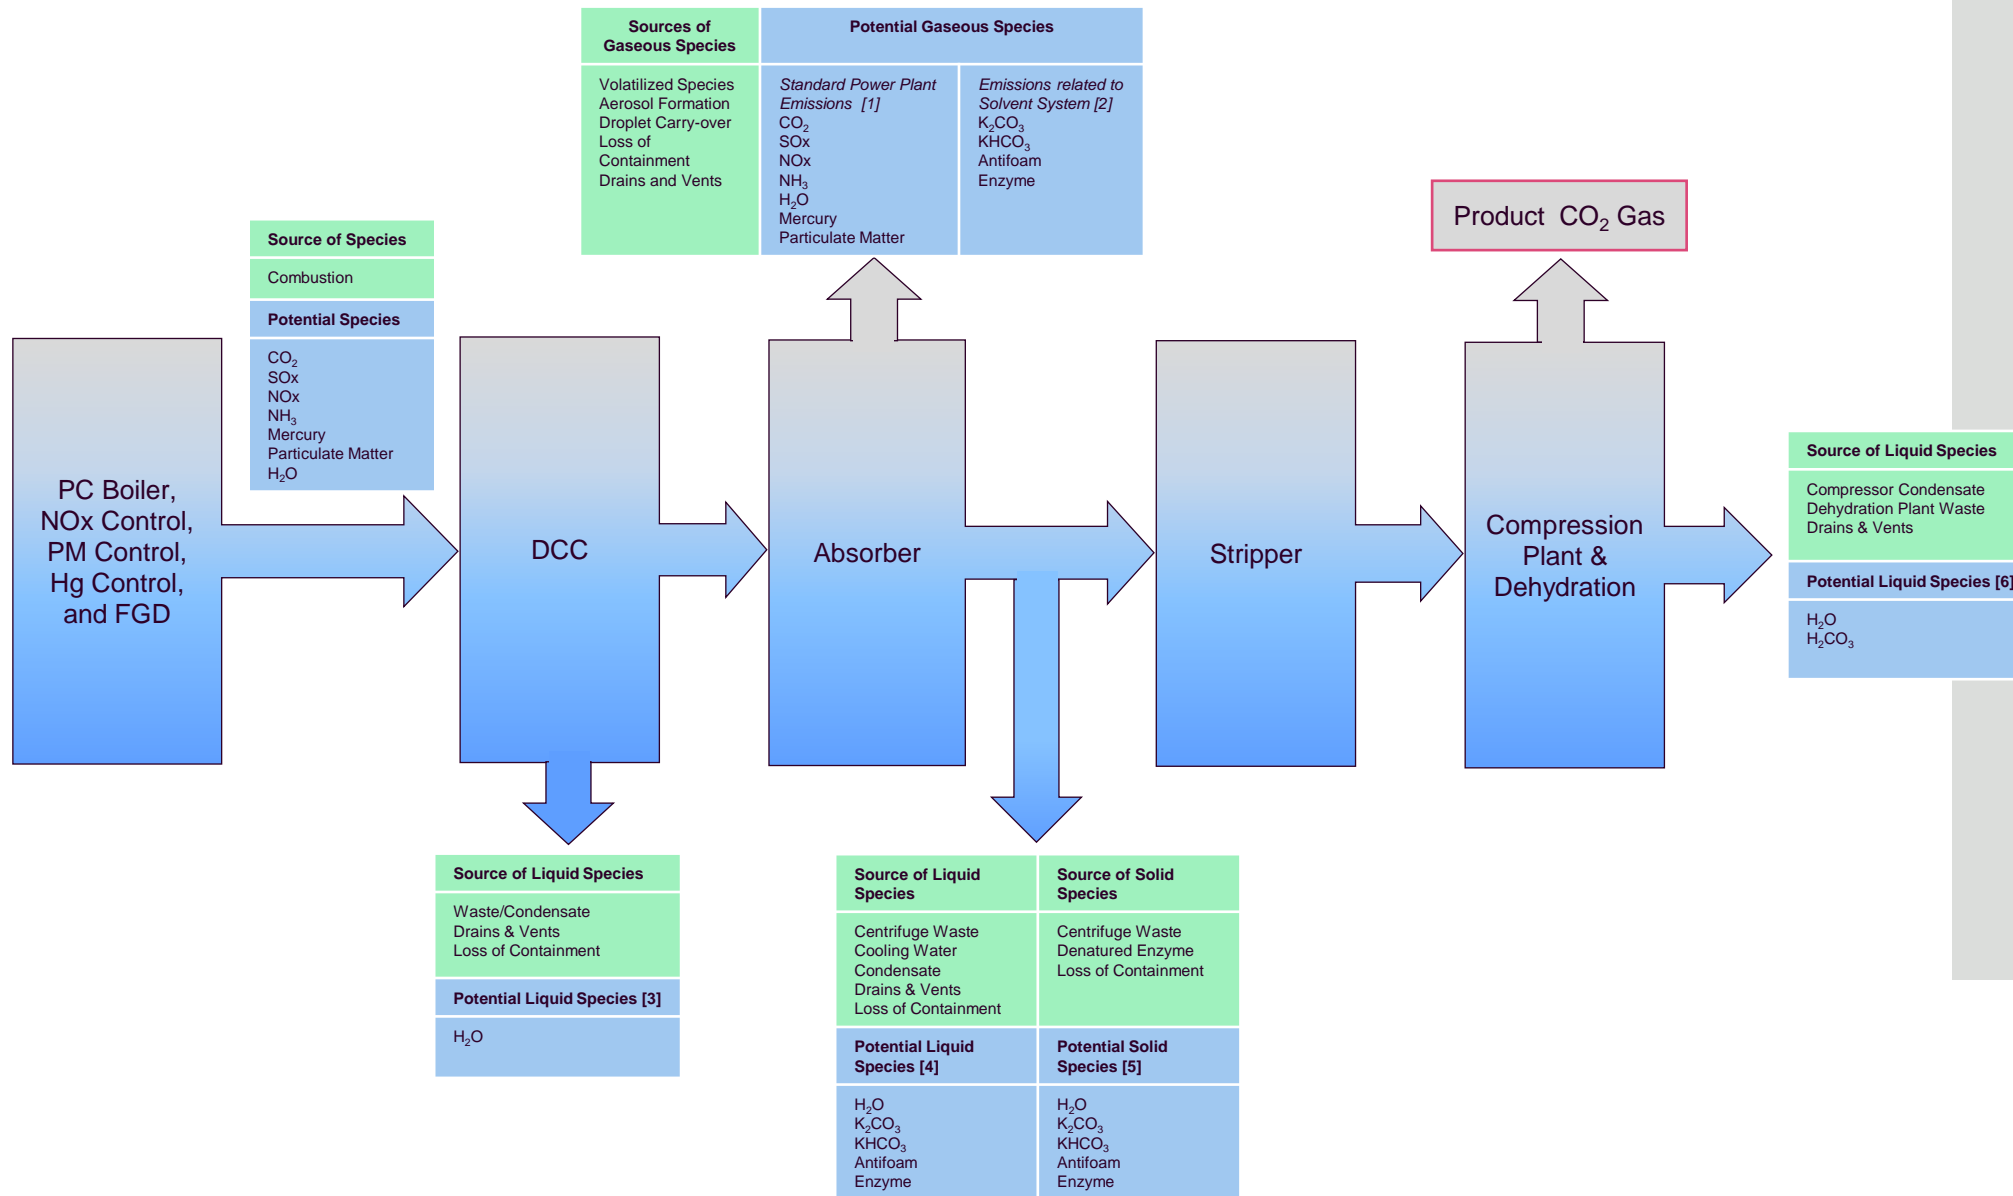 Sources of
Gaseous Species
Potential Gaseous Species
Volatilized Species
Aerosol Formation
Droplet Carry-over
Loss of
Containment
Drains and Vents
Standard Power Plant
Emissions [1]
CO₂
SOx
NOx
NH₃
H₂O
Mercury
Particulate Matter
Emissions related to
Solvent System [2]
K₂CO₃
KHCO₃
Antifoam
Enzyme
Product CO₂ Gas
Source of Species
Combustion
Potential Species
CO₂
SOx
NOx
NH₃
Mercury
Particulate Matter
H₂O
PC Boiler,
NOx Control,
PM Control,
Hg Control,
and FGD
DCC
Absorber
Stripper
Compression
Plant &
Dehydration
Source of Liquid Species
Compressor Condensate
Dehydration Plant Waste
Drains & Vents
Potential Liquid Species [6]
H₂O
H₂CO₃
Source of Liquid Species
Waste/Condensate
Drains & Vents
Loss of Containment
Potential Liquid Species [3]
H₂O
Source of Liquid
Species
Centrifuge Waste
Cooling Water
Condensate
Drains & Vents
Loss of Containment
Potential Liquid
Species [4]
H₂O
K₂CO₃
KHCO₃
Antifoam
Enzyme
Source of Solid
Species
Centrifuge Waste
Denatured Enzyme
Loss of Containment
Potential Solid
Species [5]
H₂O
K₂CO₃
KHCO₃
Antifoam
Enzyme